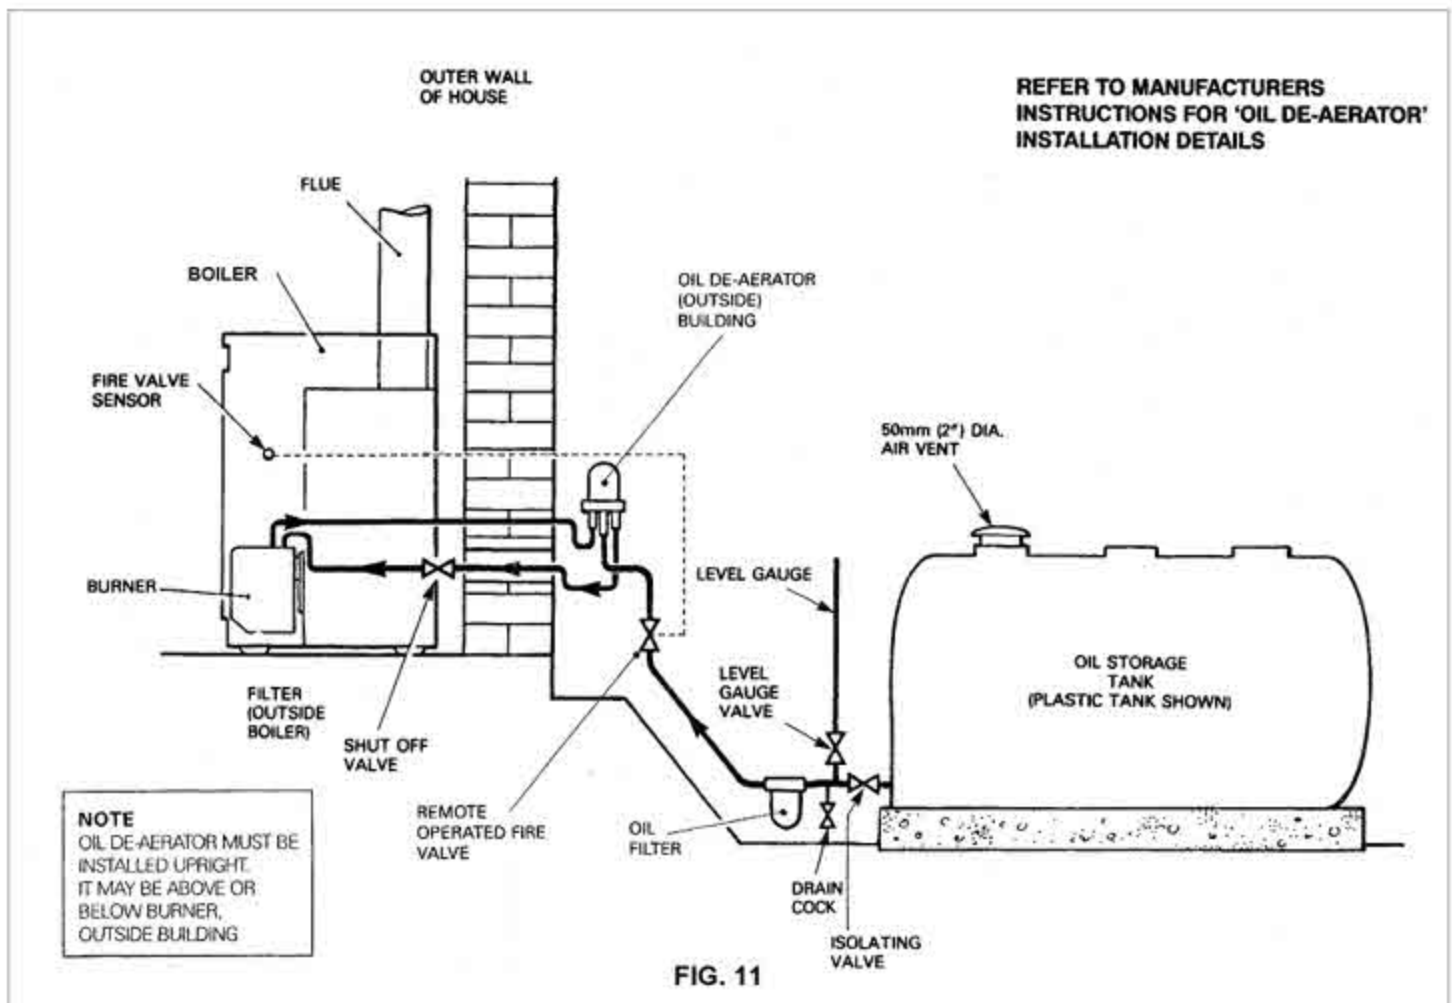 OUTER WALL
OF HOUSE
REFER TO MANUFACTURERS
INSTRUCTIONS FOR ‘OIL DE-AERATOR’
INSTALLATION DETAILS
FLUE
BOILER
OIL DE-AERATOR
(OUTSIDE)
BUILDING
FIRE VALVE
SENSOR
50mm (2") DIA.
AIR VENT
BURNER
LEVEL GAUGE
OIL STORAGE
TANK
(PLASTIC TANK SHOWN)
LEVEL
GAUGE
VALVE
FILTER
(OUTSIDE
BOILER)
SHUT OFF
VALVE
REMOTE
OPERATED FIRE
VALVE
OIL
FILTER
DRAIN
COCK
ISOLATING
VALVE
NOTE
OIL DE-AERATOR MUST BE
INSTALLED UPRIGHT.
IT MAY BE ABOVE OR
BELOW BURNER,
OUTSIDE BUILDING
FIG. 11